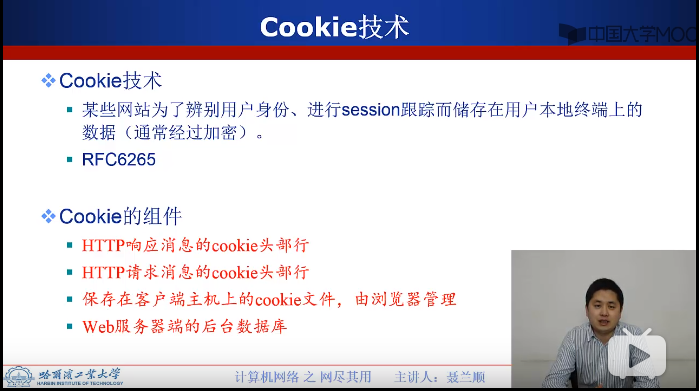 Cookie技术
中国大学MOC
Cookie技术
某些网站为了辨别用户身份、进行session跟踪而储存在用户本地终端上的
数据（通常经过加密）。
RFC6265
Cookie的组件
HTTP响应消息的cookie头部行
HTTP请求消息的cookie头部行
保存在客户端主机上的cookie文件，由浏览器管理
Web服务器端的后台数据库
哈尔滨工业大学
HARBIN INSTITUTE OF TECHNOLOGY
计算机网络 之 网尽其用 主讲人：聂兰顺